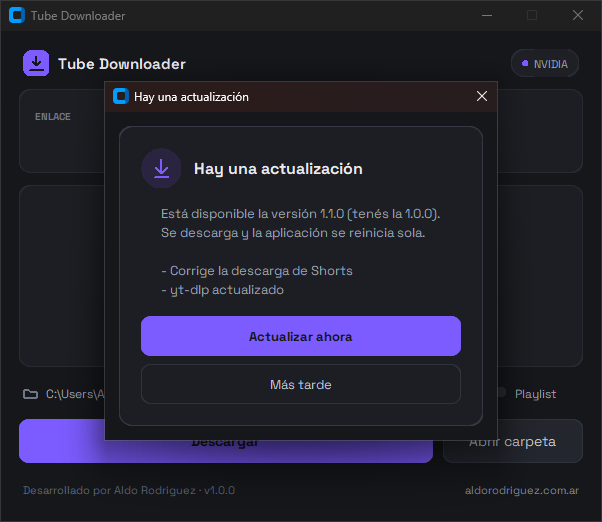 Tube Downloader
Tube Downloader
NVIDIA
Hay una actualización
ENLACE
Hay una actualización
Está disponible la versión 1.1.0 (tenés la 1.0.0).
Se descarga y la aplicación se reinicia sola.
- Corrige la descarga de Shorts
- yt-dlp actualizado
Actualizar ahora
Más tarde
C:\Users\A
Playlist
Descargar
Abrir carpeta
Desarrollado por Aldo Rodriguez · v1.0.0
aldorodriguez.com.ar